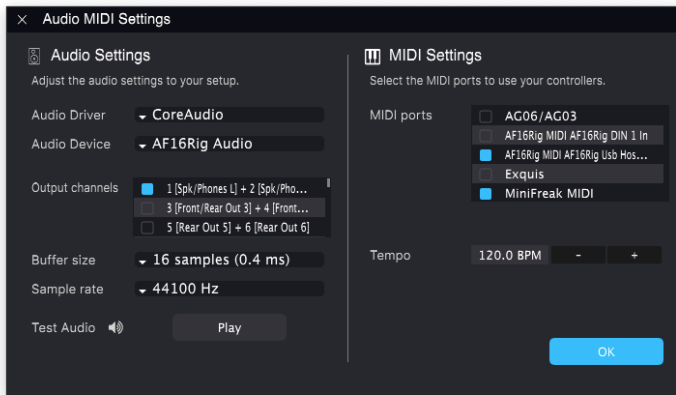 Audio MIDI Settings
Audio Settings
Adjust the audio settings to your setup.
Audio Driver
CoreAudio
Audio Device
AF16Rig Audio
Output channels
1 [Spk/Phones L] + 2 [Spk/Pho...
3 [Front/Rear Out 3] + 4 [Front...
5 [Rear Out 5] + 6 [Rear Out 6]
Buffer size
16 samples (0.4 ms)
Sample rate
44100 Hz
Test Audio
Play
MIDI Settings
Select the MIDI ports to use your controllers.
MIDI ports
AG06/AG03
AF16Rig MIDI AF16Rig DIN 1 In
AF16Rig MIDI AF16Rig Usb Hos...
Exquis
MiniFreak MIDI
Tempo
120.0 BPM
-
+
OK